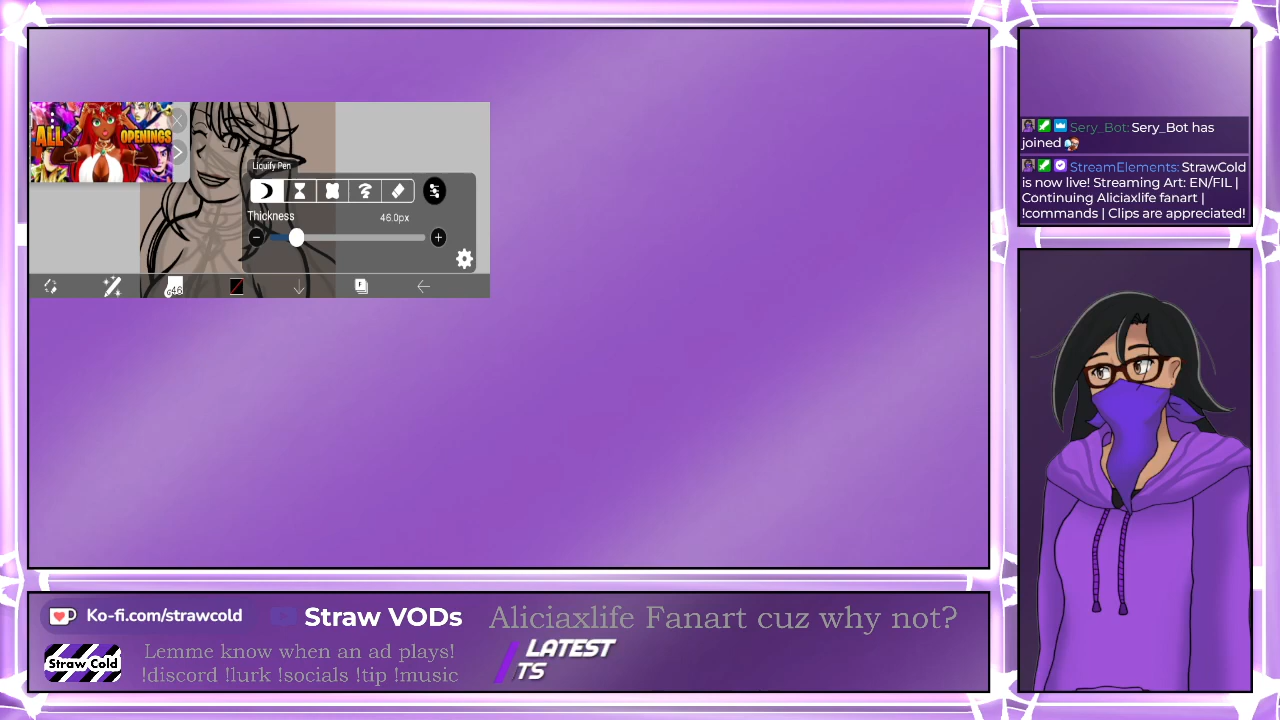 ALL OPENINGS
Liquify Pen
Thickness 46.0px
46
Sery_Bot: Sery_Bot has
joined
StreamElements: StrawCold
is now live! Streaming Art: EN/FIL |
Continuing Aliciaxlife fanart |
!commands | Clips are appreciated!
Ko-fi.com/strawcold
Straw VODs
Aliciaxlife Fanart cuz why not?
Straw Cold
Lemme know when an ad plays!
!discord !lurk !socials !tip !music
LATEST
TS